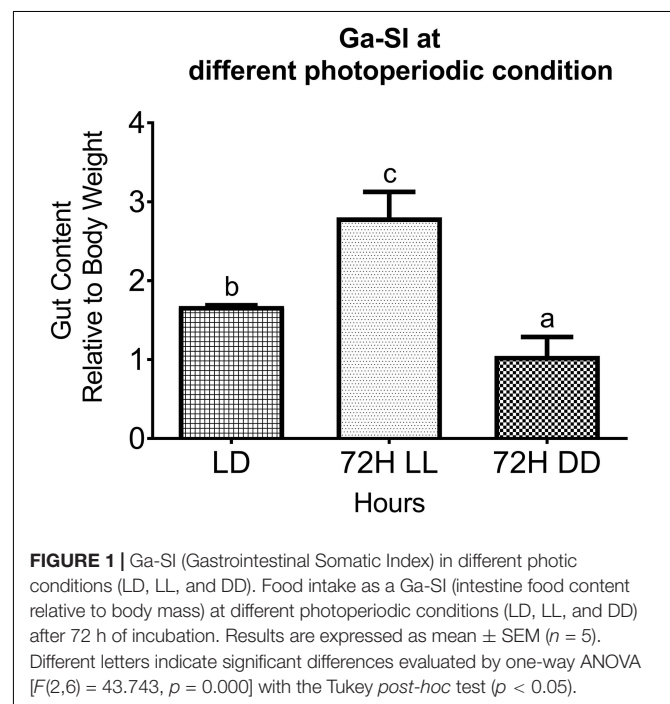 Ga-SI at
different photoperiodic condition
Gut Content
Relative to Body Weight
4
3
2
1
0
b
c
a
LD 72H LL 72H DD
Hours
FIGURE 1 | Ga-SI (Gastrointestinal Somatic Index) in different photic
conditions (LD, LL, and DD). Food intake as a Ga-SI (intestine food content
relative to body mass) at different photoperiodic conditions (LD, LL, and DD)
after 72 h of incubation. Results are expressed as mean ± SEM (n = 5).
Different letters indicate significant differences evaluated by one-way ANOVA
[F(2,6) = 43.743, p = 0.000] with the Tukey post-hoc test (p < 0.05).